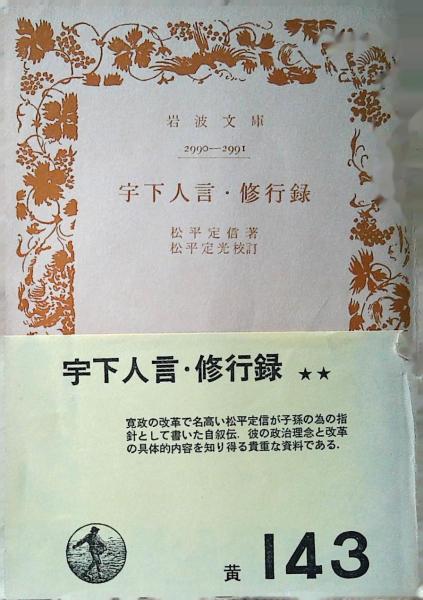 岩波文庫
2990—2991
宇下人言・修行録
松平定信著
松平定光校訂
宇下人言・修行録 ★★
寛政の改革で名高い松平定信が子孫の為の指
針として書いた自叙伝．彼の政治理念と改革
の具体的内容を知り得る貴重な資料である．
黄 143